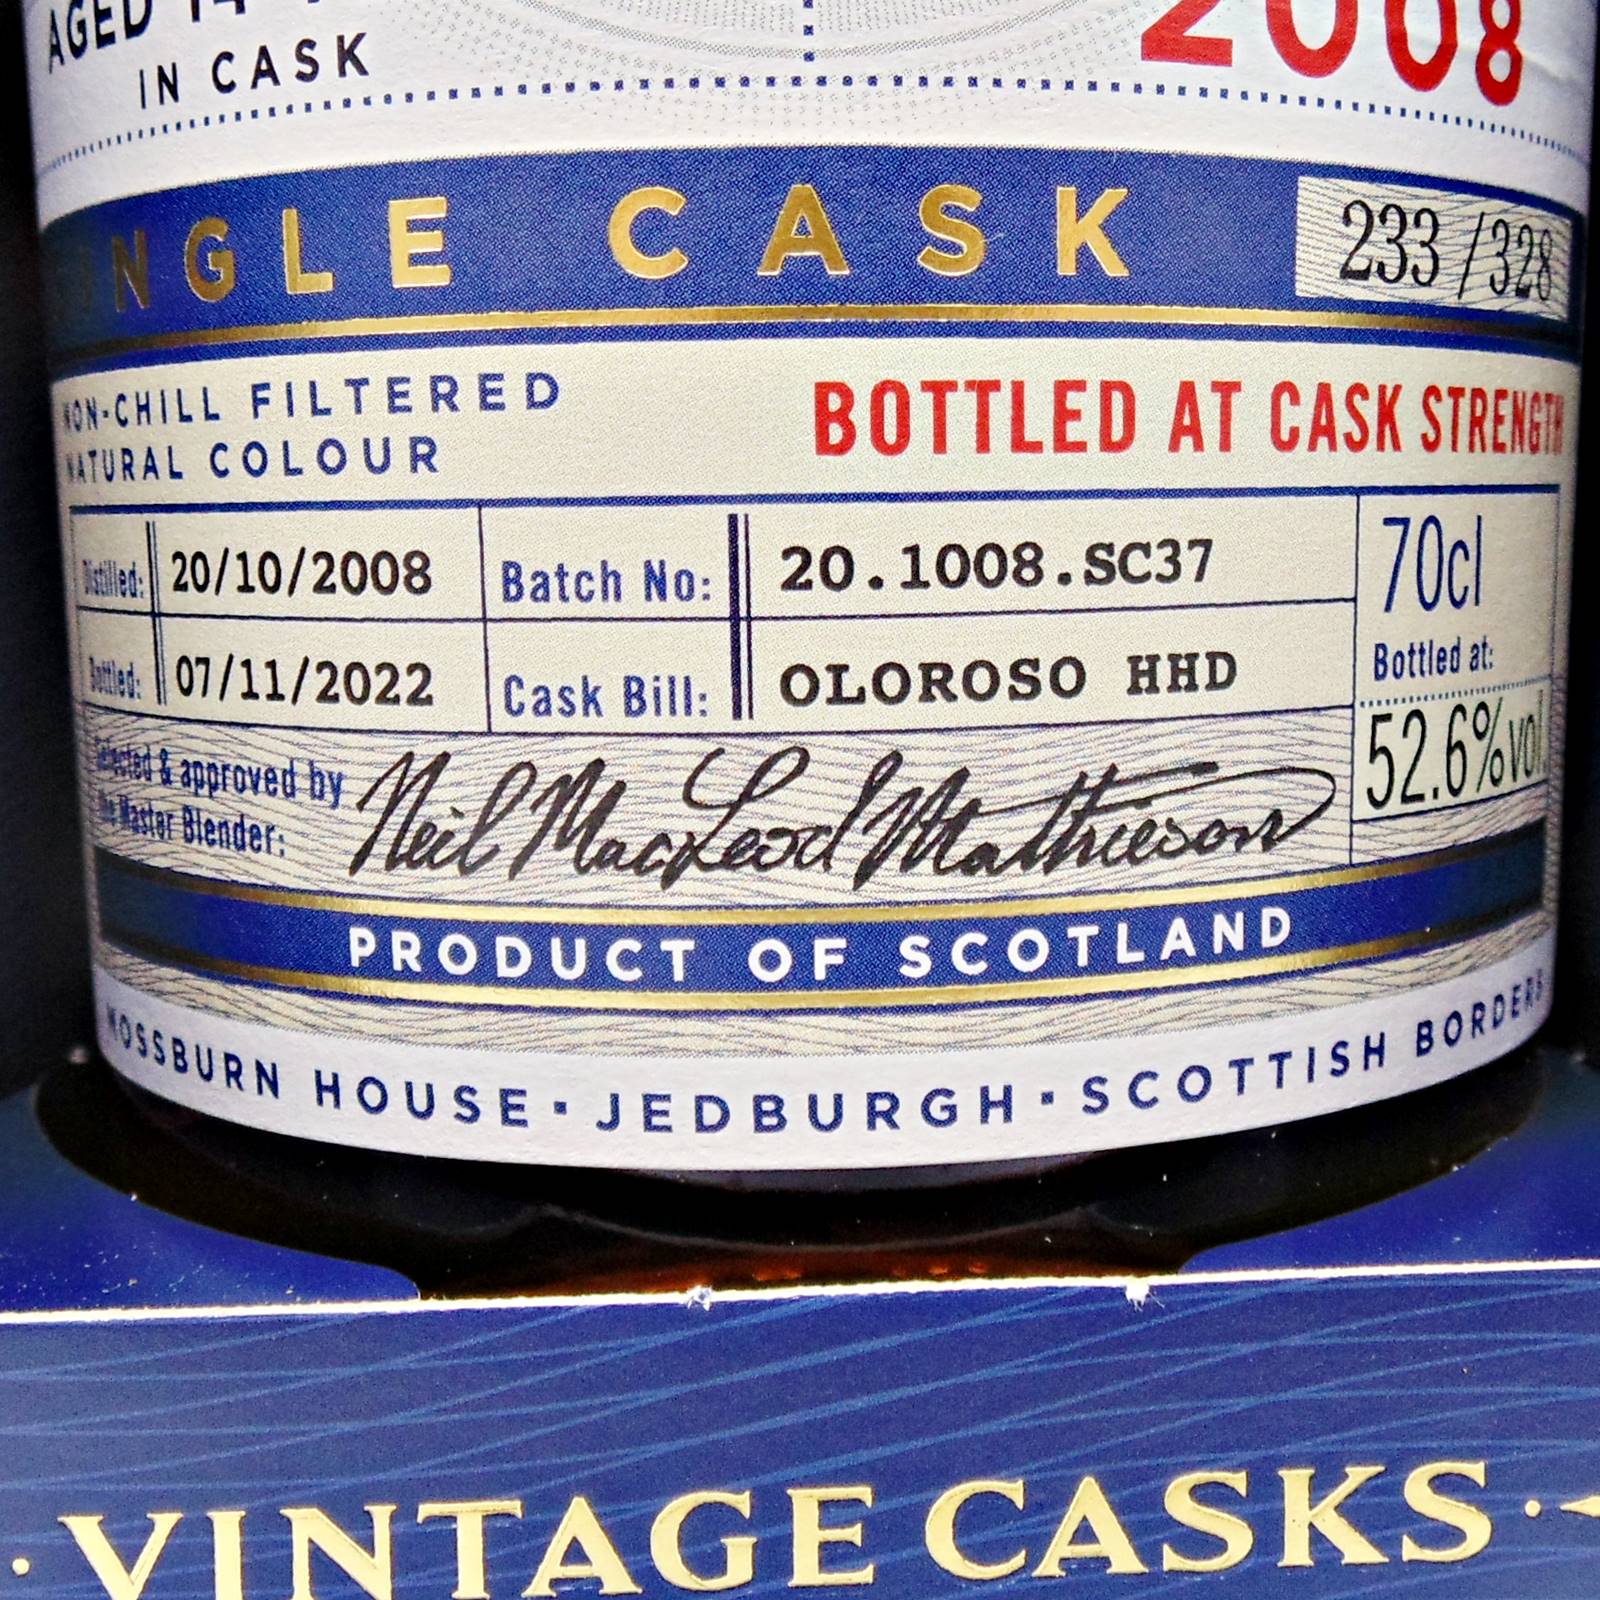 AGED 14
2008
IN CASK
SINGLE CASK
233 /328
NON-CHILL FILTERED
NATURAL COLOUR
BOTTLED AT CASK STRENGTH
Distilled: 20/10/2008
Batch No: 20.1008.SC37
70cl
Bottled: 07/11/2022
Cask Bill: OLOROSO HHD
Bottled at:
52.6%vol.
Selected & approved by
the Master Blender:
Neil MacLeod Mathieson
PRODUCT OF SCOTLAND
MOSSBURN HOUSE · JEDBURGH · SCOTTISH BORDERS
· VINTAGE CASKS ·